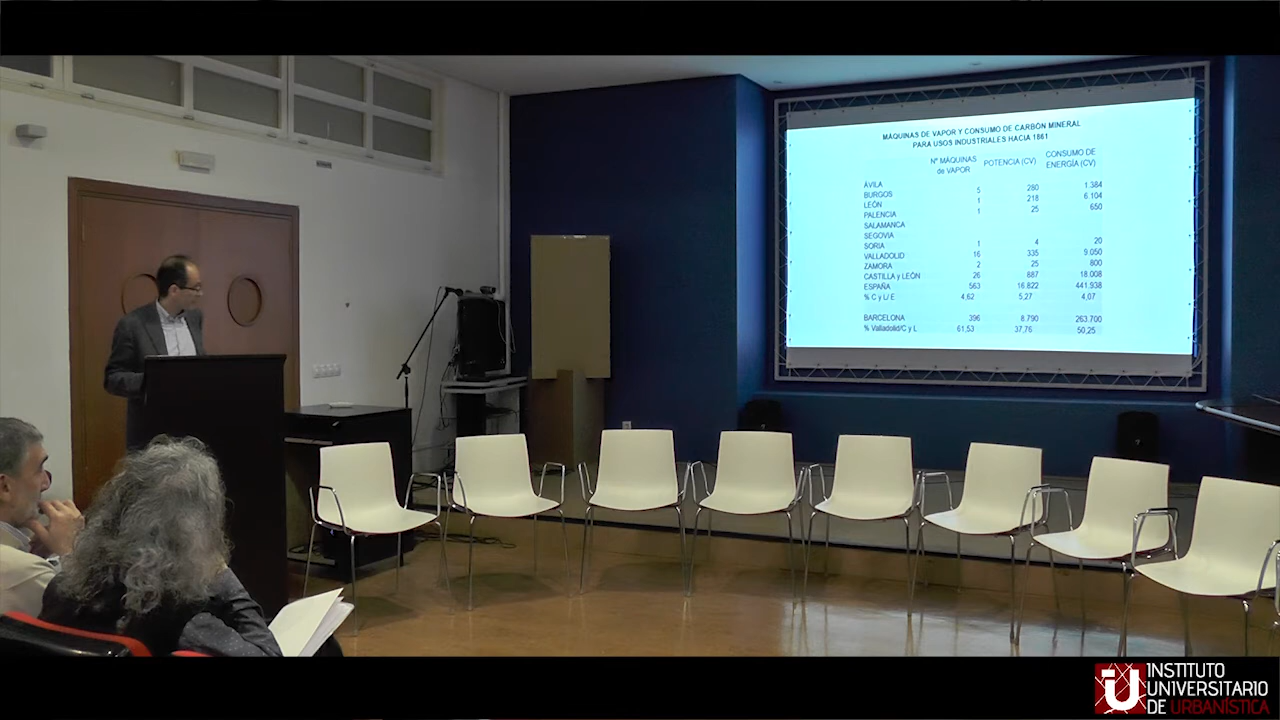 MÁQUINAS DE VAPOR Y CONSUMO DE CARBÓN MINERAL
PARA USOS INDUSTRIALES HACIA 1861
Nº MÁQUINAS de VAPOR POTENCIA (CV) CONSUMO DE ENERGÍA (CV)
ÁVILA
BURGOS 5 280 1.384
LEÓN 1 218 6.104
PALENCIA 1 25 650
SALAMANCA
SEGOVIA
SORIA 1 4 20
VALLADOLID 16 335 9.050
ZAMORA 2 25 800
CASTILLA y LEÓN 26 887 18.008
ESPAÑA 563 16.822 441.938
% C y L/ E 4,62 5,27 4,07
BARCELONA 396 8.790 263.700
% Valladolid/C y L 61,53 37,76 50,25
INSTITUTO
UNIVERSITARIO
DE URBANÍSTICA